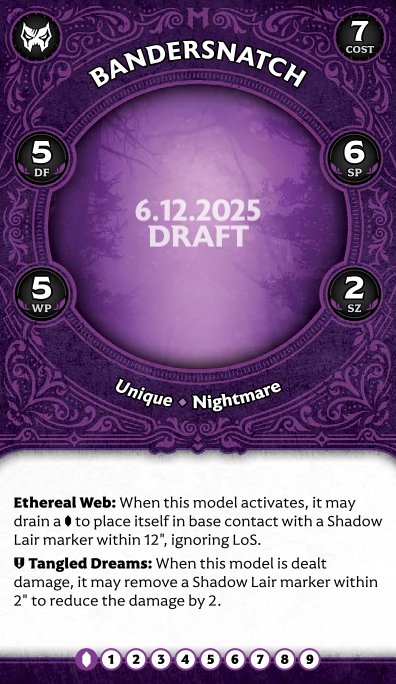 BANDERSNATCH
7
COST
5
DF
6
SP
6.12.2025
DRAFT
5
WP
2
SZ
Unique ⬥ Nightmare
Ethereal Web: When this model activates, it may
drain a to place itself in base contact with a Shadow
Lair marker within 12", ignoring LoS.
Tangled Dreams: When this model is dealt
damage, it may remove a Shadow Lair marker within
2" to reduce the damage by 2.
1 2 3 4 5 6 7 8 9